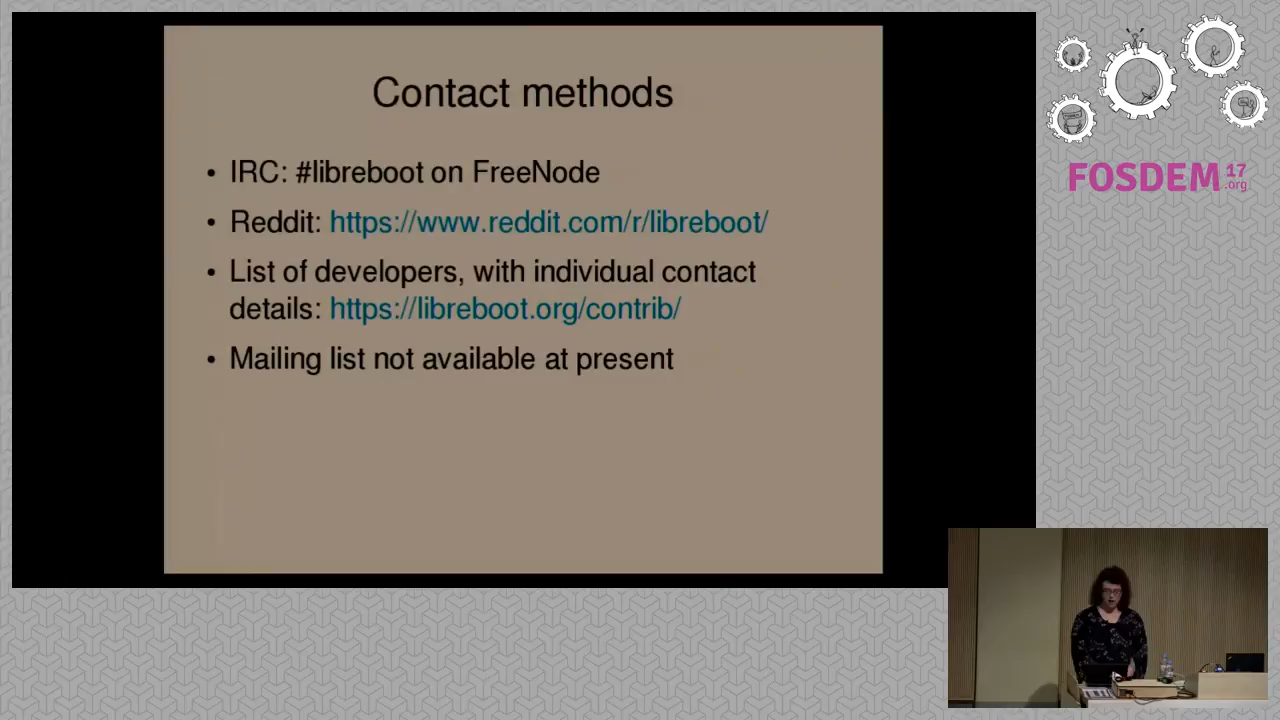 Contact methods
• IRC: #libreboot on FreeNode
• Reddit: https://www.reddit.com/r/libreboot/
• List of developers, with individual contact
details: https://libreboot.org/contrib/
• Mailing list not available at present
FOSDEM 17
.org